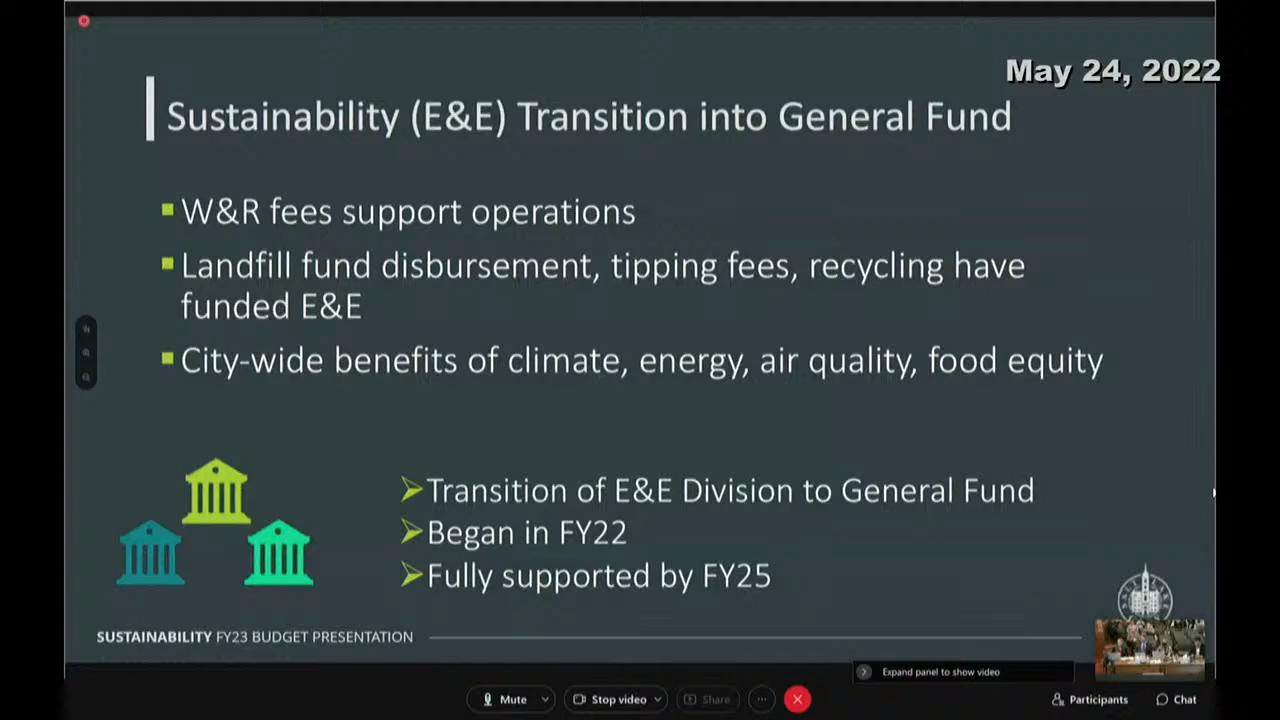 May 24, 2022
Sustainability (E&E) Transition into General Fund
W&R fees support operations
Landfill fund disbursement, tipping fees, recycling have
funded E&E
City-wide benefits of climate, energy, air quality, food equity
Transition of E&E Division to General Fund
Began in FY22
Fully supported by FY25
SUSTAINABILITY FY23 BUDGET PRESENTATION
Expand panel to show video
Mute
Stop video
Share
Participants
Chat